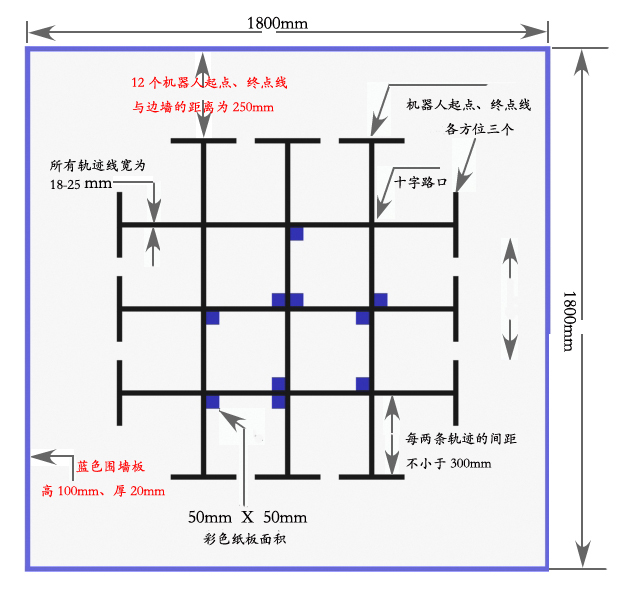 1800mm
12 个机器人起点、终点线
与边墙的距离为 250mm
机器人起点、终点线
各方位三个
所有轨迹线宽为
18-25 mm
十字路口
1800mm
每两条轨迹的间距
不小于 300mm
蓝色围墙板
高 100mm、厚 20mm
50mm X 50mm
彩色纸板面积